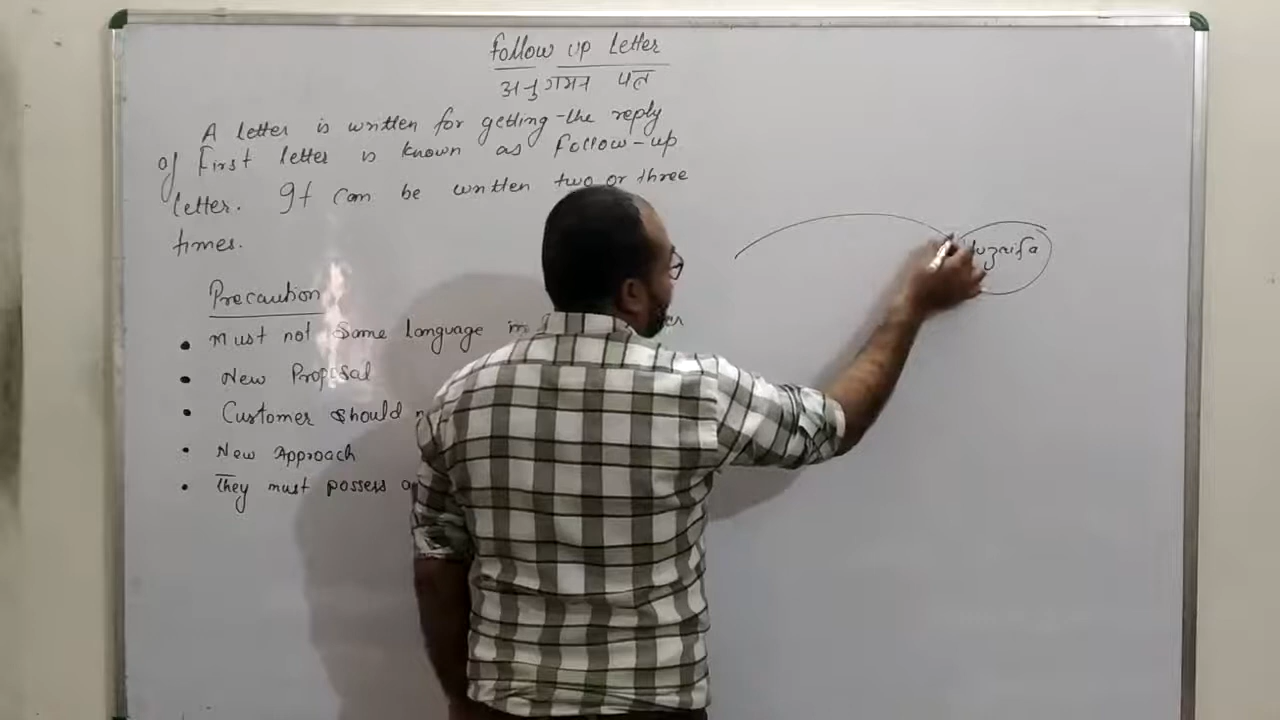 Follow up Letter
अनुगमन पत्र
A letter is written for getting the reply
of First letter is known as Follow-up
letter. It can be written two or three
times.
Precaution
• Must not Same Language in
• New Proposal
• Customer should
• New Approach
• They must possess